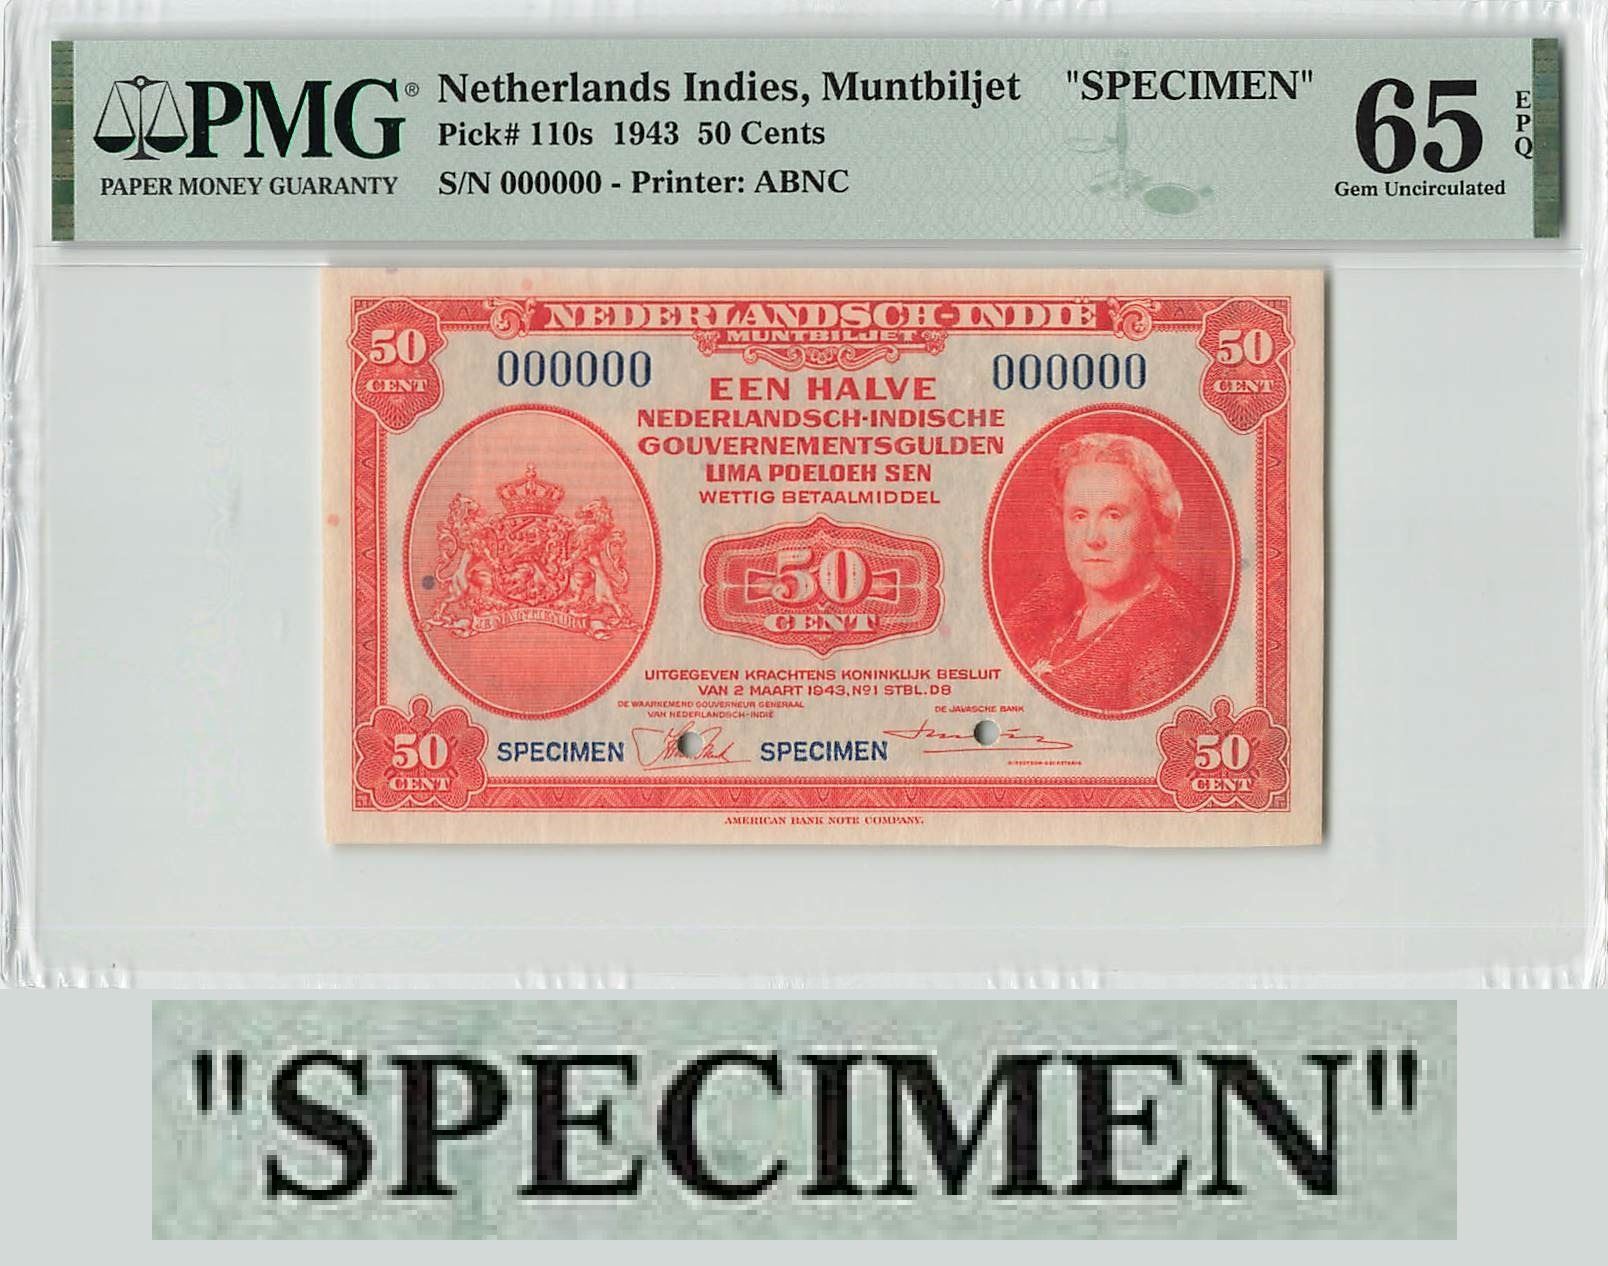 PMG® Netherlands Indies, Muntbiljet "SPECIMEN" 65 EPQ
Pick# 110s 1943 50 Cents
PAPER MONEY GUARANTY S/N 000000 - Printer: ABNC Gem Uncirculated
NEDERLANDSCH-INDIË
MUNTBILJET
50 CENT
50 CENT
000000 000000
EEN HALVE
NEDERLANDSCH-INDISCHE
GOUVERNEMENTSGULDEN
LIMA POELOEH SEN
WETTIG BETAALMIDDEL
50
CENT
UITGEGEVEN KRACHTENS KONINKLIJK BESLUIT
VAN 2 MAART 1943, Nº1 STBL. D8
DE WAARNEMEND GOUVERNEUR GENERAAL
VAN NEDERLANDSCH-INDIË
DE JAVASCHE BANK
SPECIMEN SPECIMEN
DIRECTEUR-SECRETARIS
50 CENT
50 CENT
AMERICAN BANK NOTE COMPANY.
"SPECIMEN"